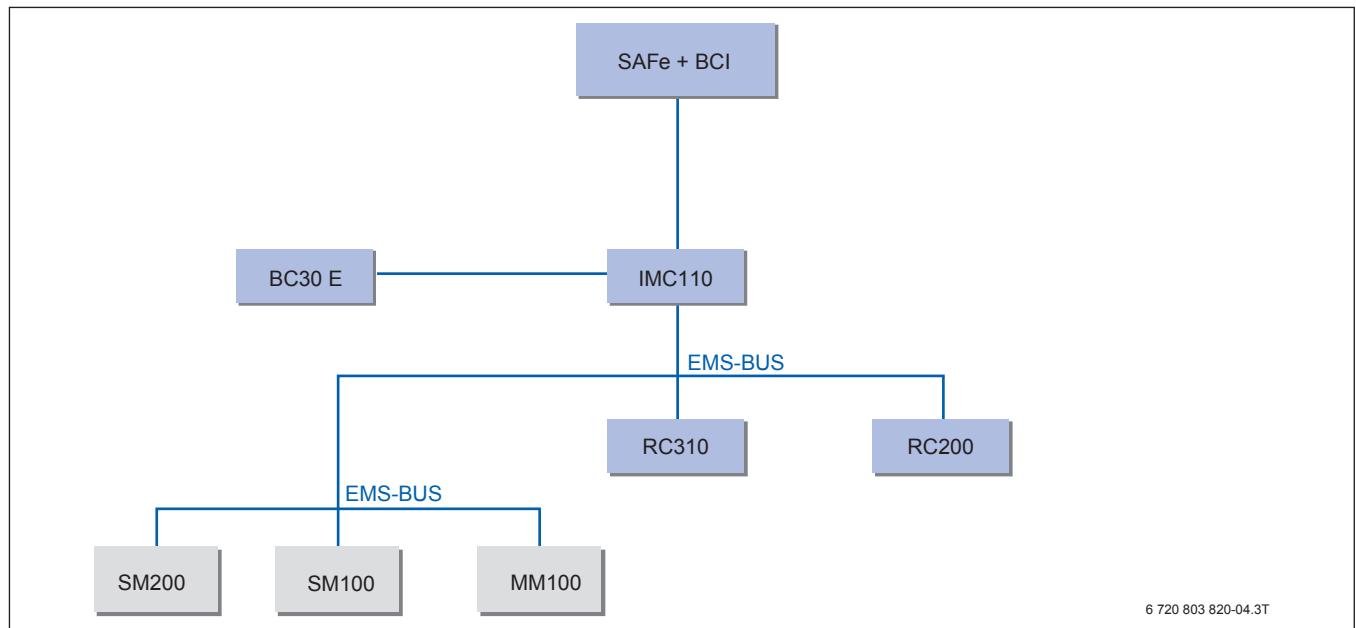 SAFe + BCI
BC30 E
IMC110
EMS-BUS
RC310
RC200
EMS-BUS
SM200
SM100
MM100
6 720 803 820-04.3T